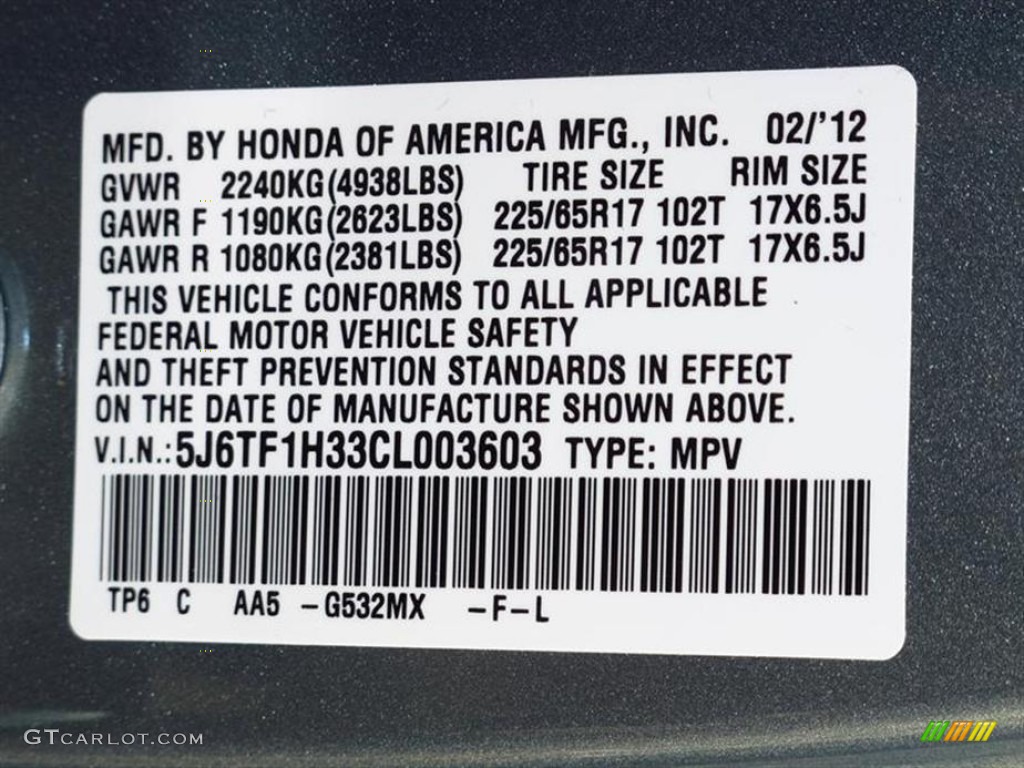 MFD. BY HONDA OF AMERICA MFG., INC. 02/'12
GVWR 2240KG(4938LBS) TIRE SIZE RIM SIZE
GAWR F 1190KG(2623LBS) 225/65R17 102T 17X6.5J
GAWR R 1080KG(2381LBS) 225/65R17 102T 17X6.5J
THIS VEHICLE CONFORMS TO ALL APPLICABLE
FEDERAL MOTOR VEHICLE SAFETY
AND THEFT PREVENTION STANDARDS IN EFFECT
ON THE DATE OF MANUFACTURE SHOWN ABOVE.
V.I.N.: 5J6TF1H33CL003603 TYPE: MPV
TP6 C AA5 -G532MX -F-L
GTCARLOT.COM